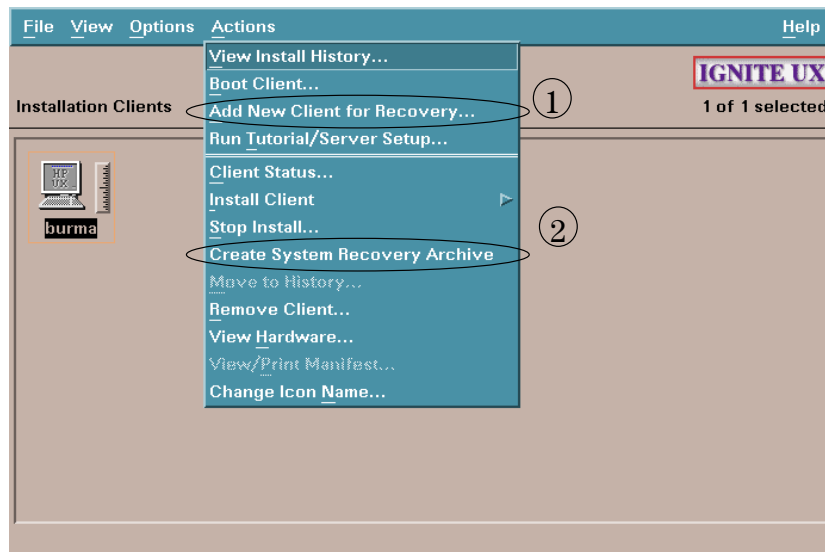 File View Options Actions Help
View Install History...
Boot Client...
IGNITE UX
Installation Clients
Add New Client for Recovery...
1
1 of 1 selected
Run Tutorial/Server Setup...
Client Status...
HP
UX
Install Client
Stop Install...
burma
2
Create System Recovery Archive
Move to History...
Remove Client...
View Hardware...
View/Print Manifest...
Change Icon Name...